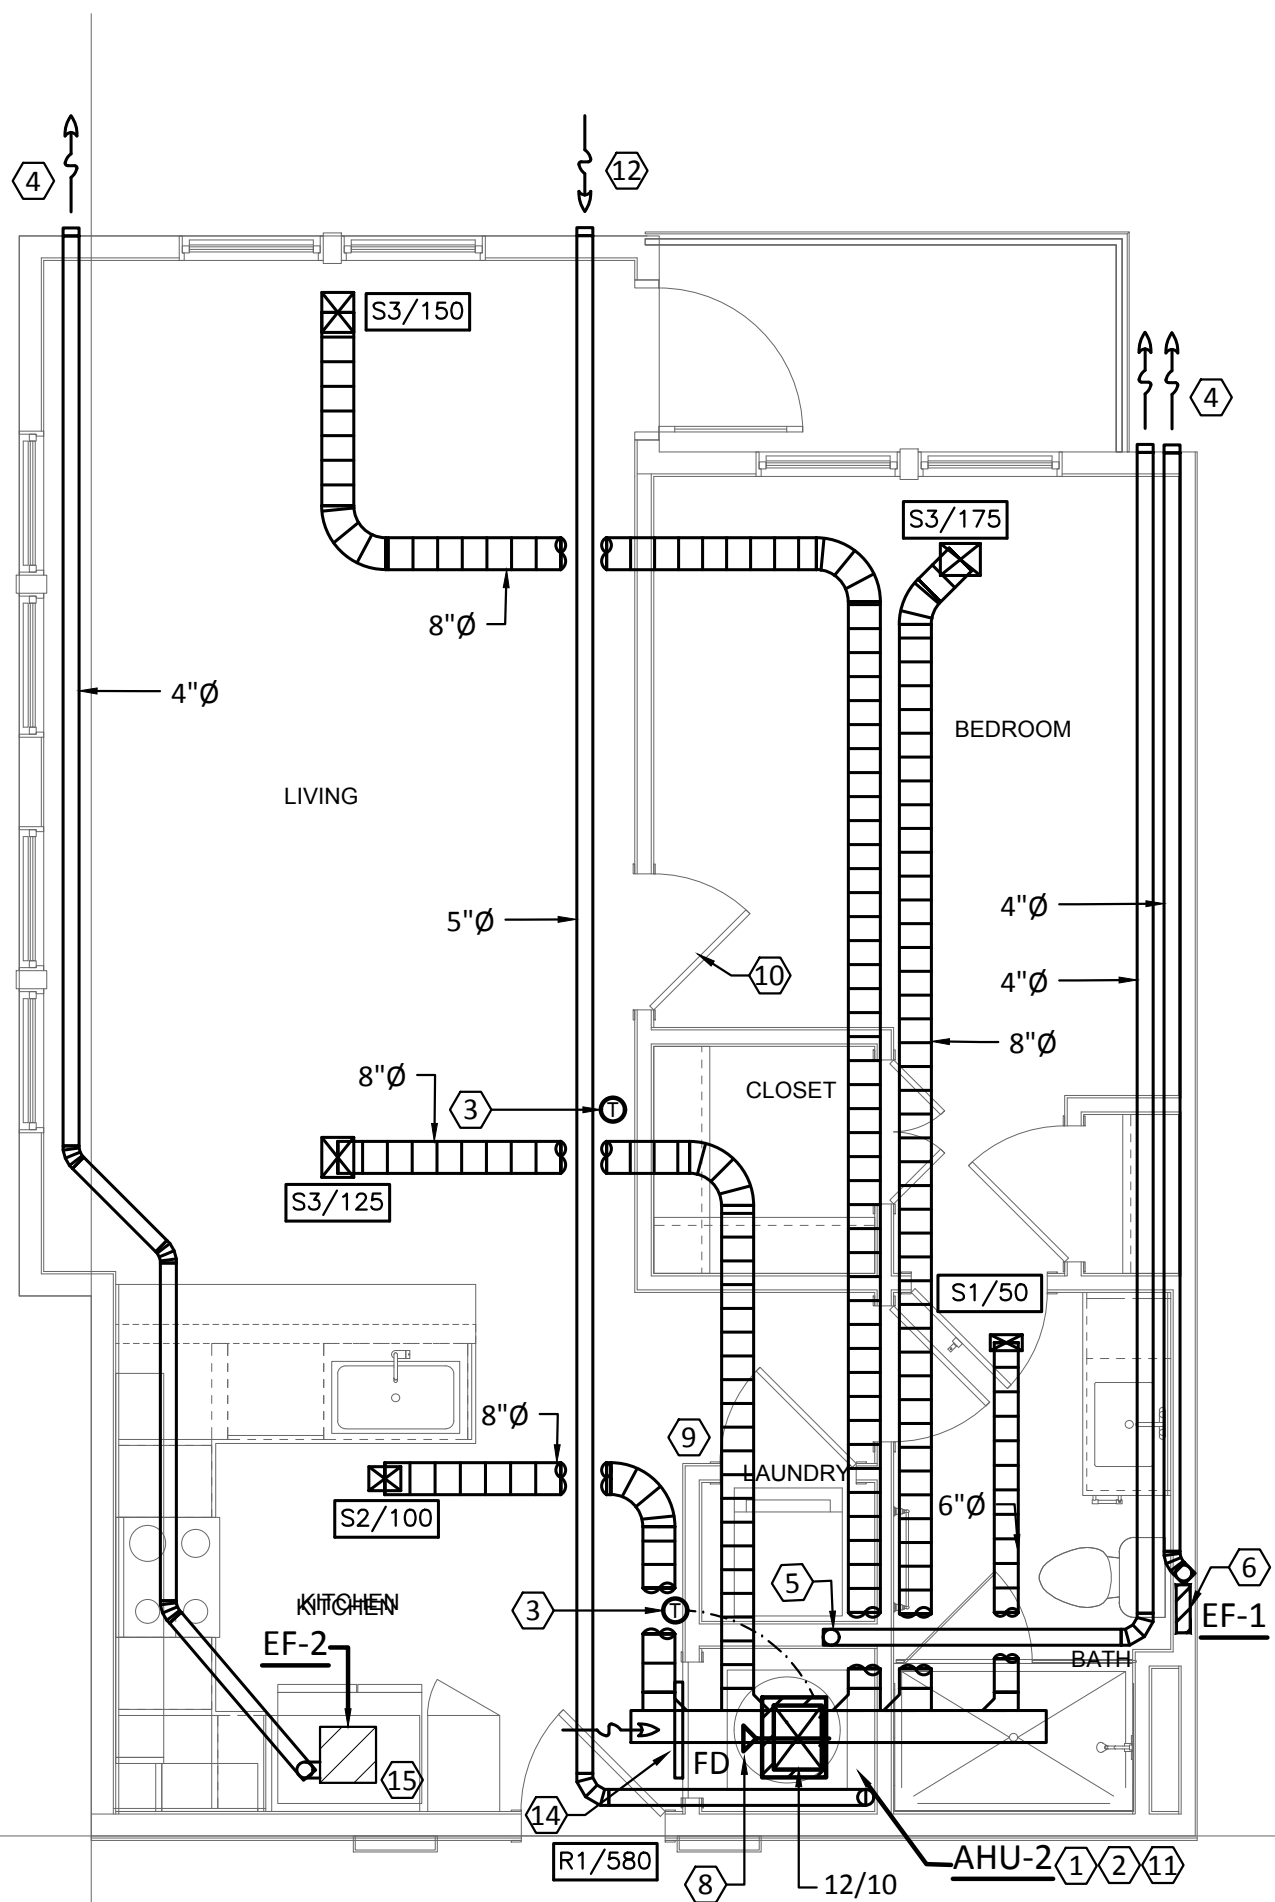 4
12
S3/150
4
S3/175
8"Ø
4"Ø
BEDROOM
LIVING
4"Ø
5"Ø
10
4"Ø
8"Ø
8"Ø
CLOSET
3
T
S3/125
S1/50
8"Ø
9
LAUNDRY
S2/100
6"Ø
5
6
KITCHEN
KITCHEN
3
T
EF-1
EF-2
BATH
FD
15
14
R1/580
AHU-2 1 2 11
8
12/10